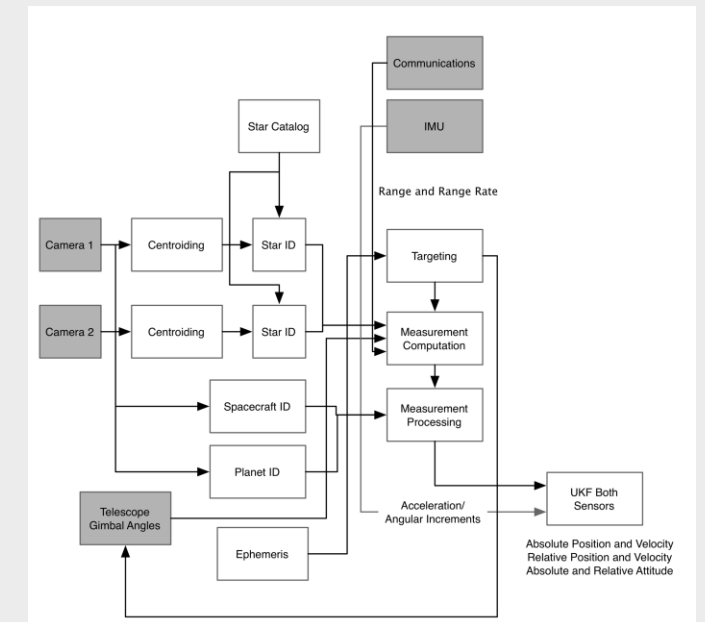 Communications
IMU
Star Catalog
Range and Range Rate
Camera 1
Centroiding
Star ID
Targeting
Camera 2
Centroiding
Star ID
Measurement
Computation
Spacecraft ID
Measurement
Processing
Planet ID
Telescope
Gimbal Angles
Acceleration/
Angular Increments
UKF Both
Sensors
Ephemeris
Absolute Position and Velocity
Relative Position and Velocity
Absolute and Relative Attitude